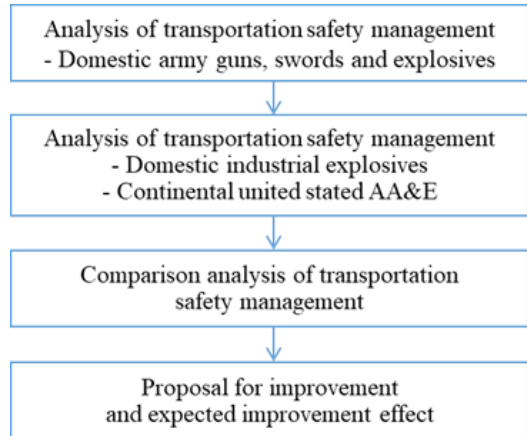 Analysis of transportation safety management
- Domestic army guns, swords and explosives
Analysis of transportation safety management
- Domestic industrial explosives
- Continental united stated AA&E
Comparison analysis of transportation
safety management
Proposal for improvement
and expected improvement effect